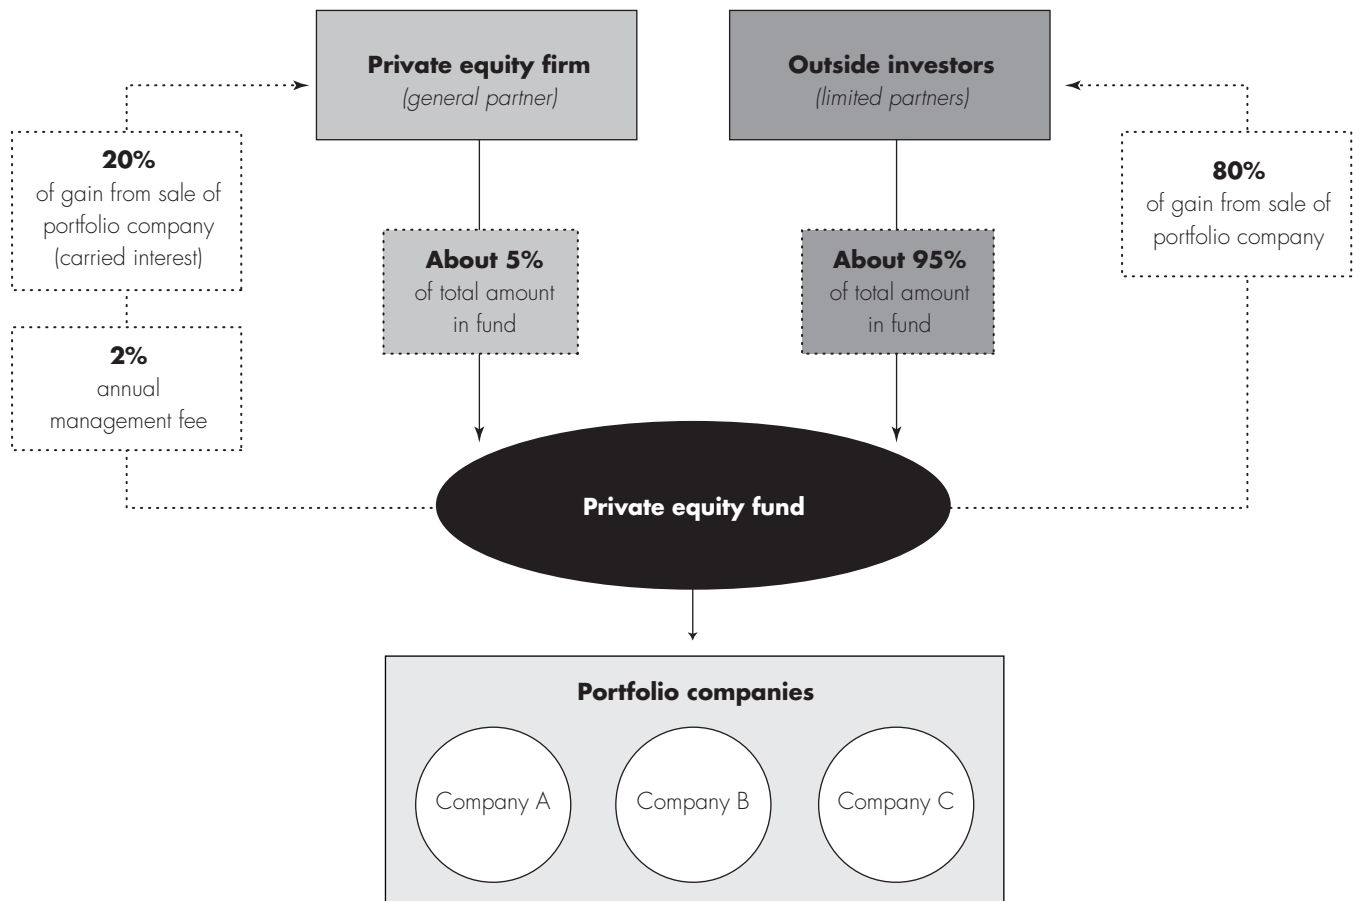 Private equity firm
(general partner)
Outside investors
(limited partners)
20%
of gain from sale of
portfolio company
(carried interest)
80%
of gain from sale of
portfolio company
About 5%
of total amount
in fund
About 95%
of total amount
in fund
2%
annual
management fee
Private equity fund
Portfolio companies
Company A
Company B
Company C